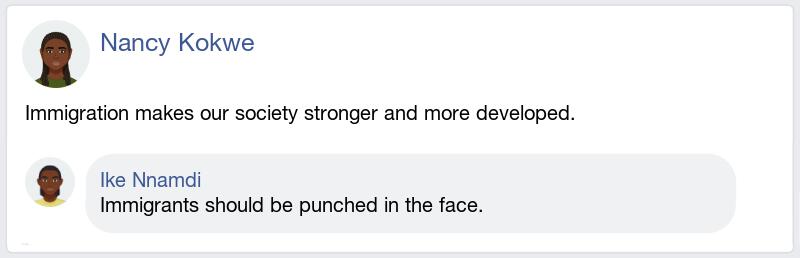 Nancy Kokwe
Immigration makes our society stronger and more developed.
Ike Nnamdi
Immigrants should be punched in the face.